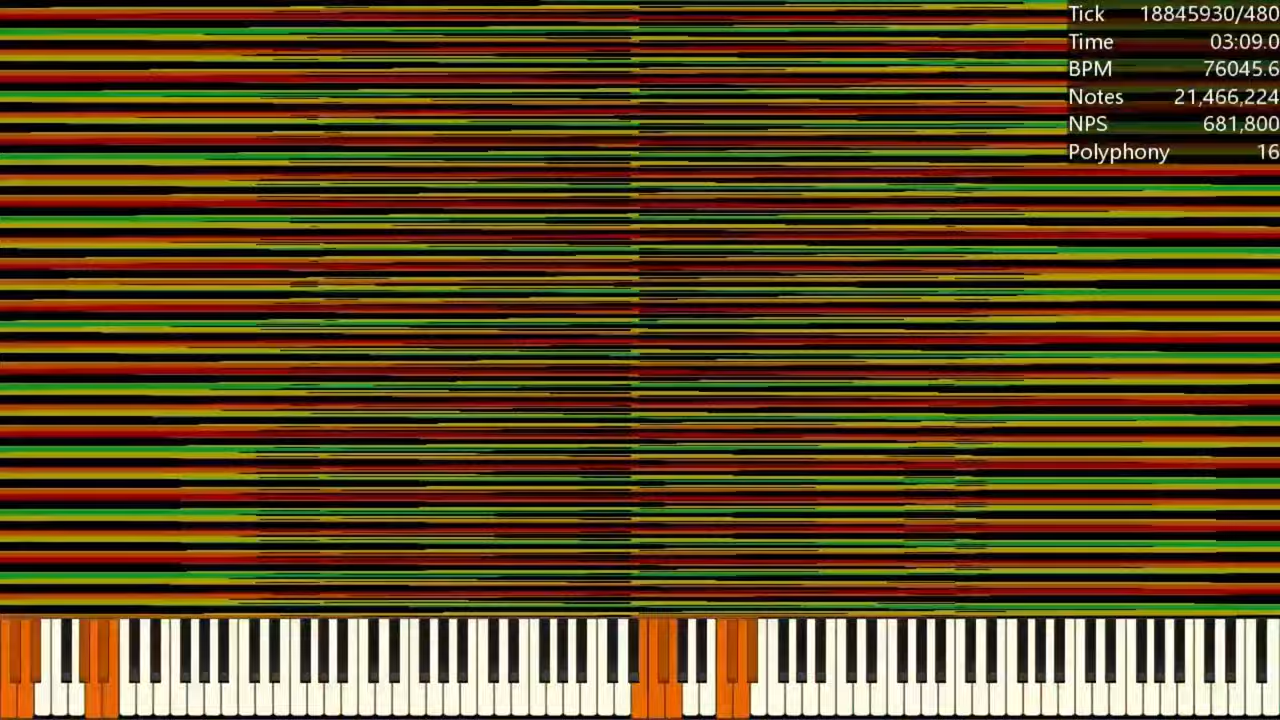 Tick 18845930/480
Time 03:09.0
BPM 76045.6
Notes 21,466,224
NPS 681,800
Polyphony 16